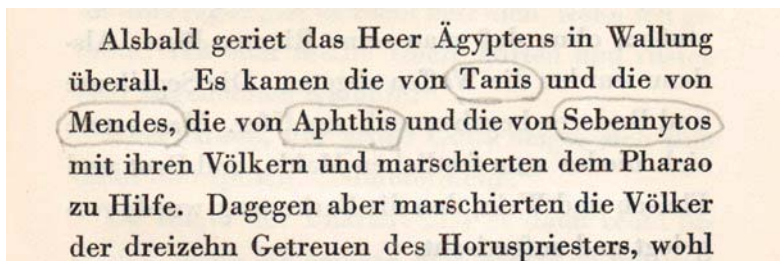 Alsbald geriet das Heer Ägyptens in Wallung
überall. Es kamen die von Tanis und die von
Mendes, die von Aphthis und die von Sebennytos
mit ihren Völkern und marschierten dem Pharao
zu Hilfe. Dagegen aber marschierten die Völker
der dreizehn Getreuen des Horuspriesters, wohl